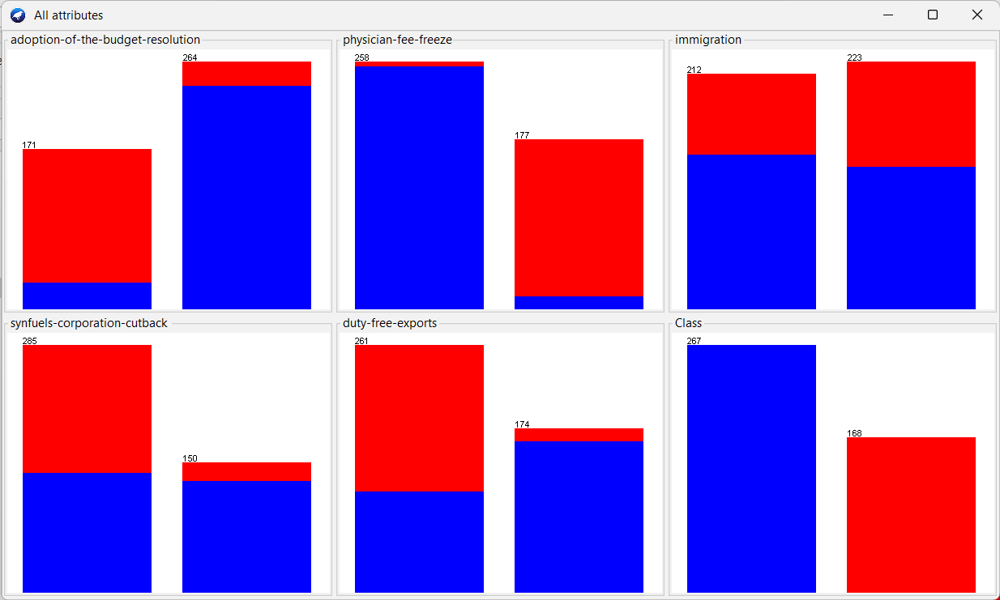 All attributes
adoption-of-the-budget-resolution
171
264
physician-fee-freeze
258
177
immigration
212
223
synfuels-corporation-cutback
285
150
duty-free-exports
261
174
Class
267
168